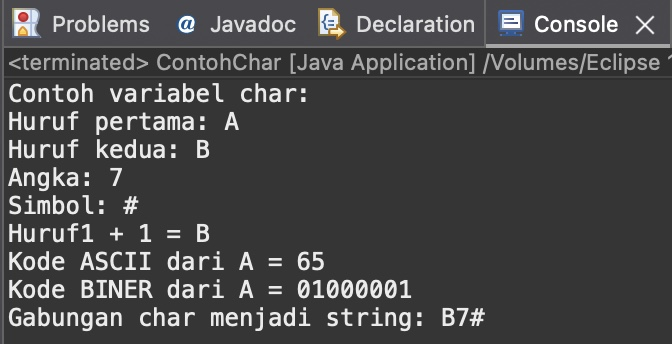 Problems @ Javadoc Declaration Console
<terminated> ContohChar [Java Application] /Volumes/Eclipse
Contoh variabel char:
Huruf pertama: A
Huruf kedua: B
Angka: 7
Simbol: #
Huruf1 + 1 = B
Kode ASCII dari A = 65
Kode BINER dari A = 01000001
Gabungan char menjadi string: B7#